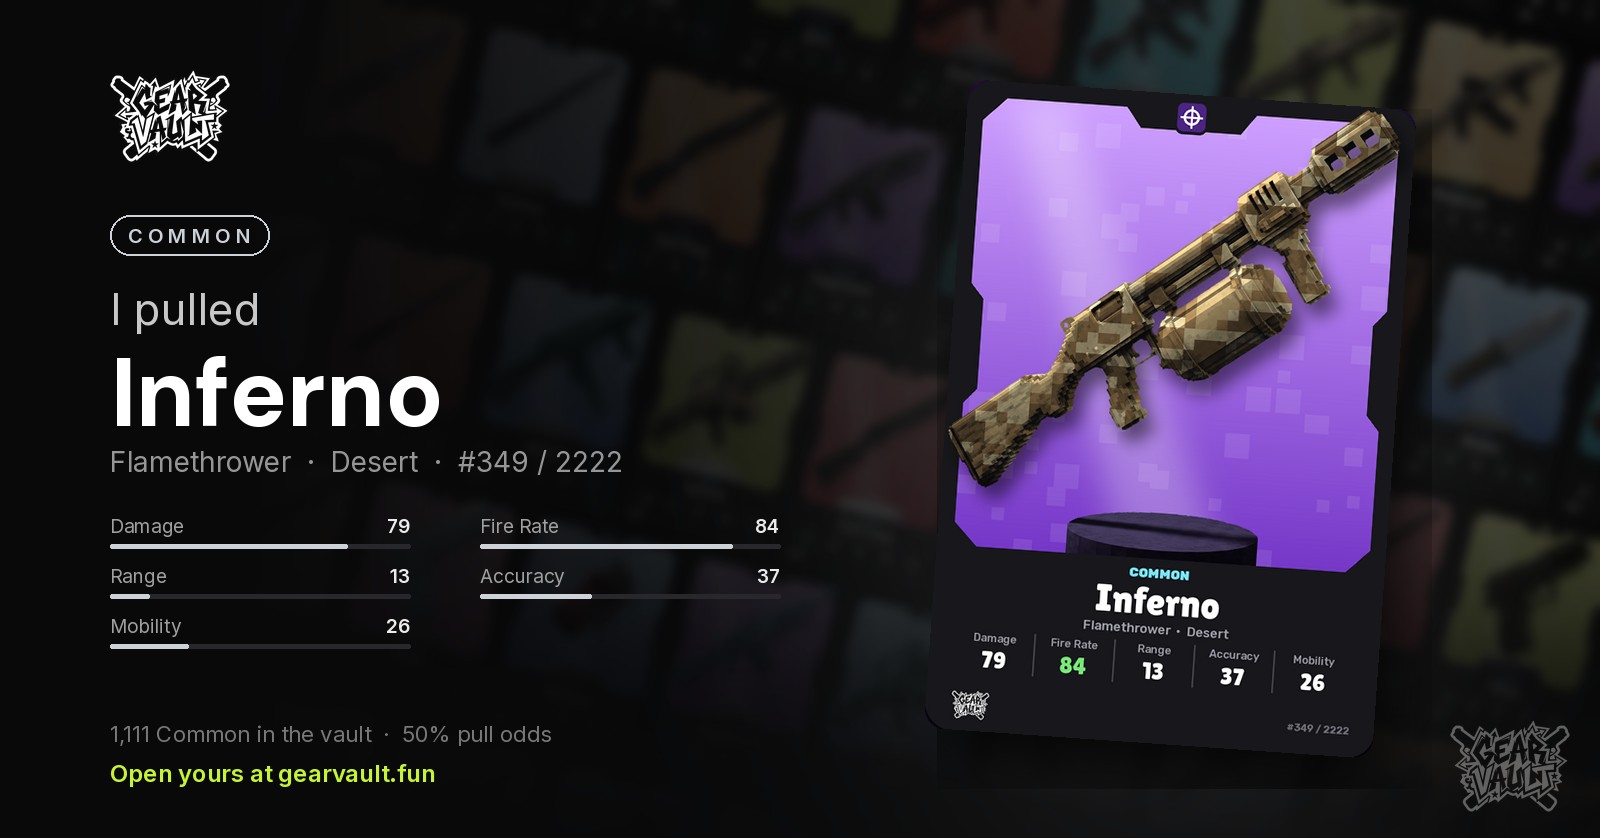 GEAR
VAULT
COMMON
I pulled
Inferno
Flamethrower · Desert · #349 / 2222
Damage 79
Fire Rate 84
Range 13
Accuracy 37
Mobility 26
1,111 Common in the vault · 50% pull odds
Open yours at gearvault.fun
COMMON
Inferno
Flamethrower · Desert
Damage Fire Rate Range Accuracy Mobility
79 84 13 37 26
GEAR
VAULT
#349 / 2222
GEAR
VAULT